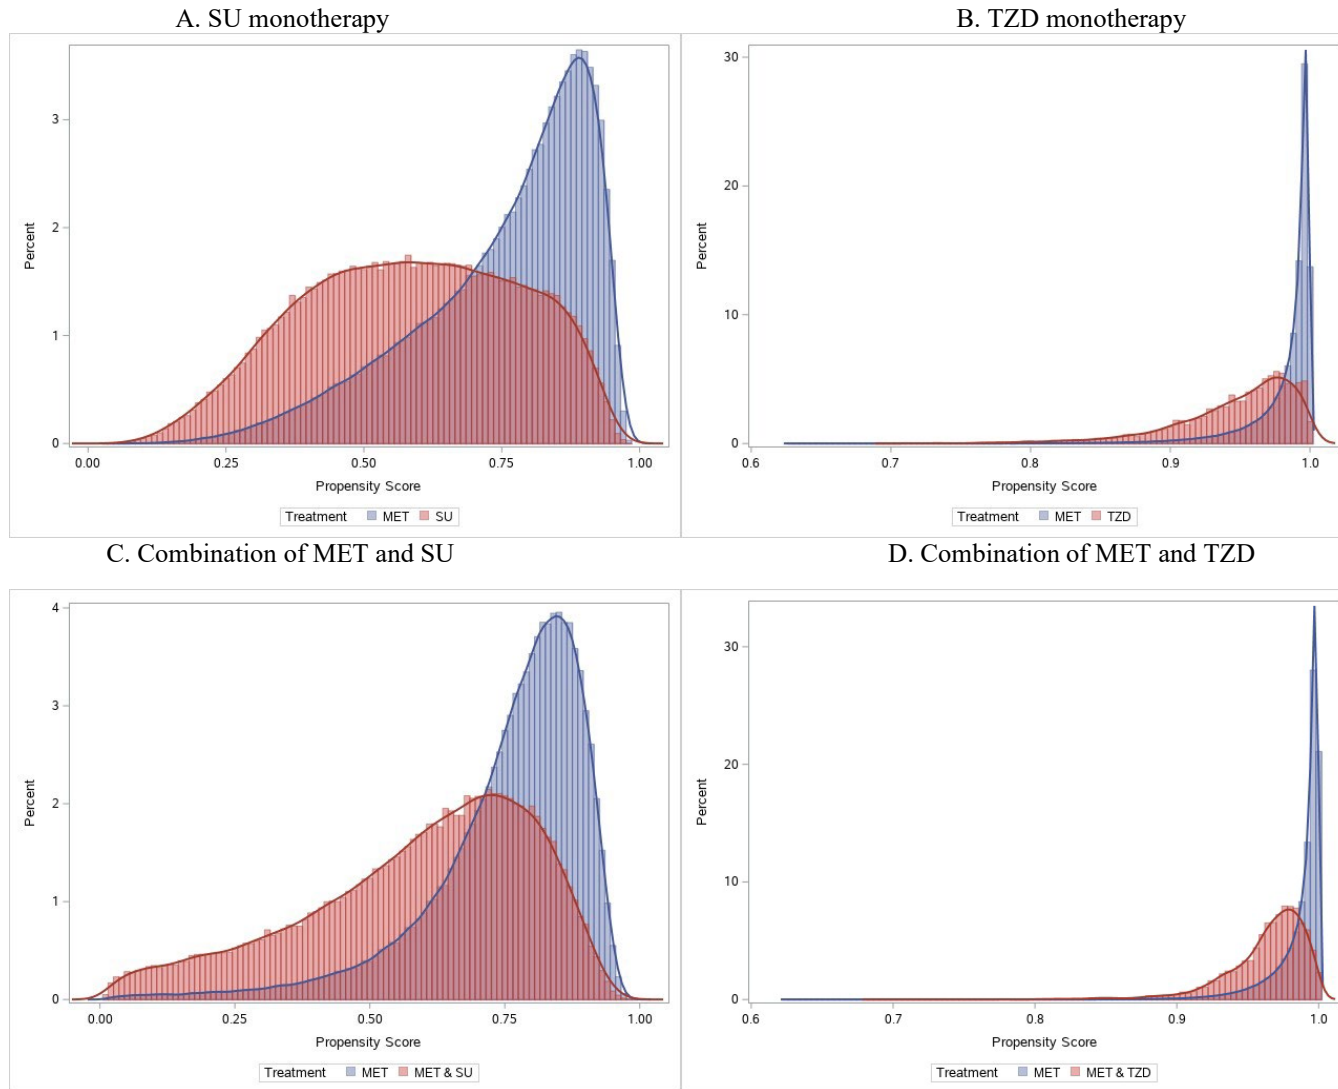 A. SU monotherapy
3
2
1
0
Percent
0.00 0.25 0.50 0.75 1.00
Propensity Score
Treatment MET SU
B. TZD monotherapy
30
20
10
0
Percent
0.6 0.7 0.8 0.9 1.0
Propensity Score
Treatment MET TZD
C. Combination of MET and SU
4
3
2
1
0
Percent
0.00 0.25 0.50 0.75 1.00
Propensity Score
Treatment MET MET & SU
D. Combination of MET and TZD
30
20
10
0
Percent
0.6 0.7 0.8 0.9 1.0
Propensity Score
Treatment MET MET & TZD